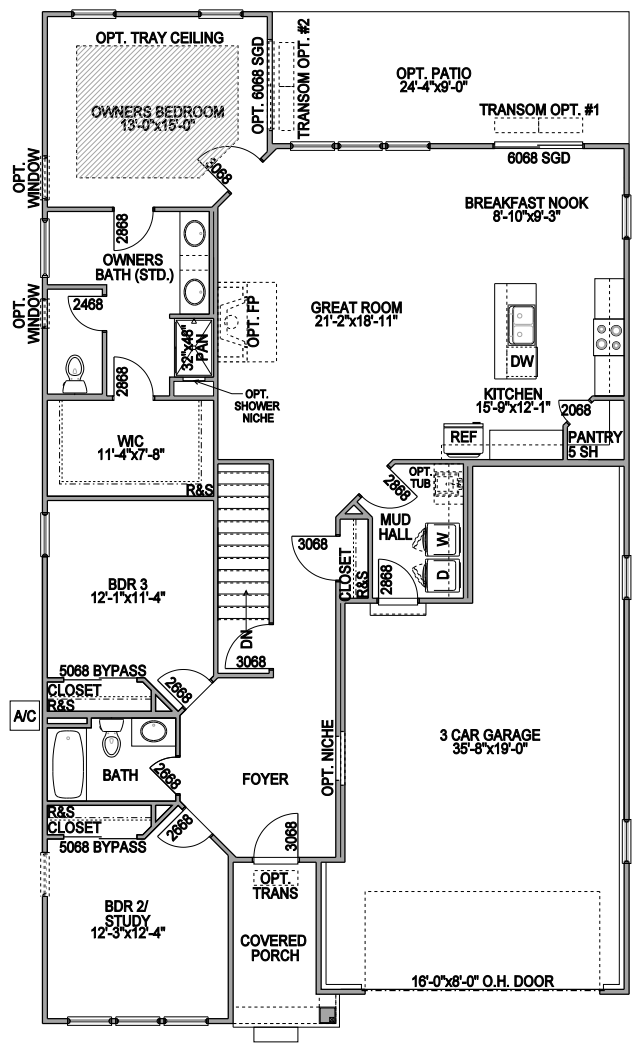 OPT. TRAY CEILING
OWNERS BEDROOM
13'-0"x15'-0"
OPT. 6068 SGD
TRANSOM OPT. #2
OPT. PATIO
24'-4"x9'-0"
TRANSOM OPT. #1
6068 SGD
3068
OPT.
WINDOW
2868
BREAKFAST NOOK
8'-10"x9'-3"
OWNERS
BATH (STD.)
OPT.
WINDOW
2468
OPT. FP
GREAT ROOM
21'-2"x18'-11"
32"x48"
PAN
DW
2868
OPT.
SHOWER
NICHE
KITCHEN
15'-9"x12'-1"
2068
WIC
11'-4"x7'-8"
R&S
REF
PANTRY
5 SH
OPT.
TUB
2868
MUD
HALL
W
D
3068
CLOSET
R&S
2868
BDR 3
12'-1"x11'-4"
DN
3068
5068 BYPASS
CLOSET
R&S
2668
A/C
BATH
2668
FOYER
OPT. NICHE
3 CAR GARAGE
35'-8"x19'-0"
R&S
CLOSET
5068 BYPASS
2668
3068
OPT.
TRANS
BDR 2/
STUDY
12'-3"x12'-4"
COVERED
PORCH
16'-0"x8'-0" O.H. DOOR